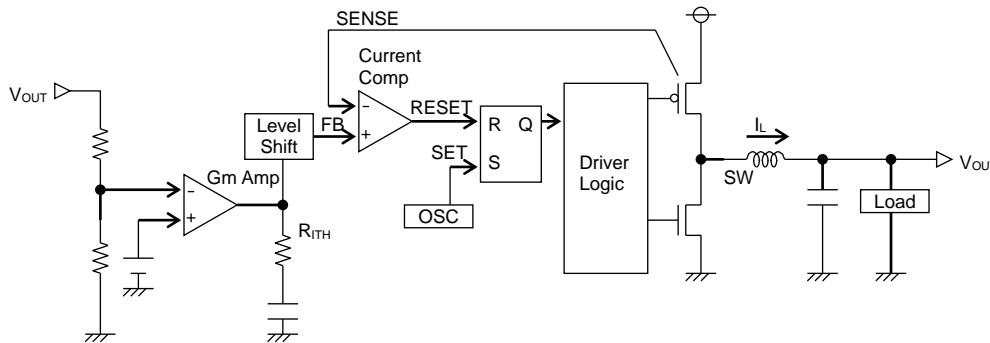 SENSE
Current
Comp
VOUT
Level
Shift
FB
-
+
RESET
R Q
S
SET
OSC
Gm Amp
-
+
RITH
Driver
Logic
IL
SW
VOU
Load